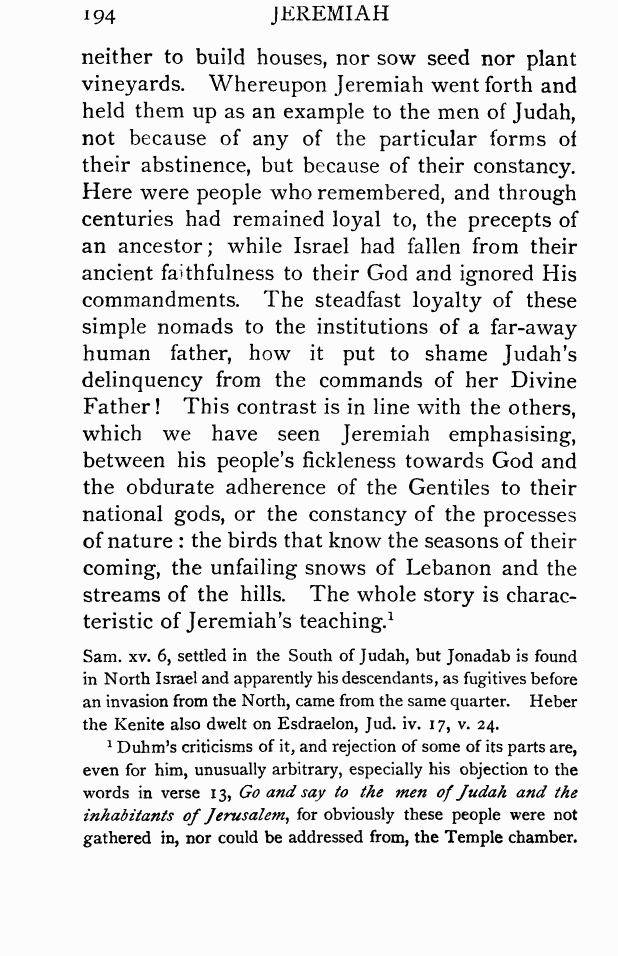 194 JEREMIAH
neither to build houses, nor sow seed nor plant
vineyards. Whereupon Jeremiah went forth and
held them up as an example to the men of Judah,
not because of any of the particular forms of
their abstinence, but because of their constancy.
Here were people who remembered, and through
centuries had remained loyal to, the precepts of
an ancestor; while Israel had fallen from their
ancient faithfulness to their God and ignored His
commandments. The steadfast loyalty of these
simple nomads to the institutions of a far-away
human father, how it put to shame Judah's
delinquency from the commands of her Divine
Father! This contrast is in line with the others,
which we have seen Jeremiah emphasising,
between his people's fickleness towards God and
the obdurate adherence of the Gentiles to their
national gods, or the constancy of the processes
of nature : the birds that know the seasons of their
coming, the unfailing snows of Lebanon and the
streams of the hills. The whole story is charac-
teristic of Jeremiah's teaching.¹
Sam. xv. 6, settled in the South of Judah, but Jonadab is found
in North Israel and apparently his descendants, as fugitives before
an invasion from the North, came from the same quarter. Heber
the Kenite also dwelt on Esdraelon, Jud. iv. 17, v. 24.
¹ Duhm's criticisms of it, and rejection of some of its parts are,
even for him, unusually arbitrary, especially his objection to the
words in verse 13, Go and say to the men of Judah and the
inhabitants of Jerusalem, for obviously these people were not
gathered in, nor could be addressed from, the Temple chamber.